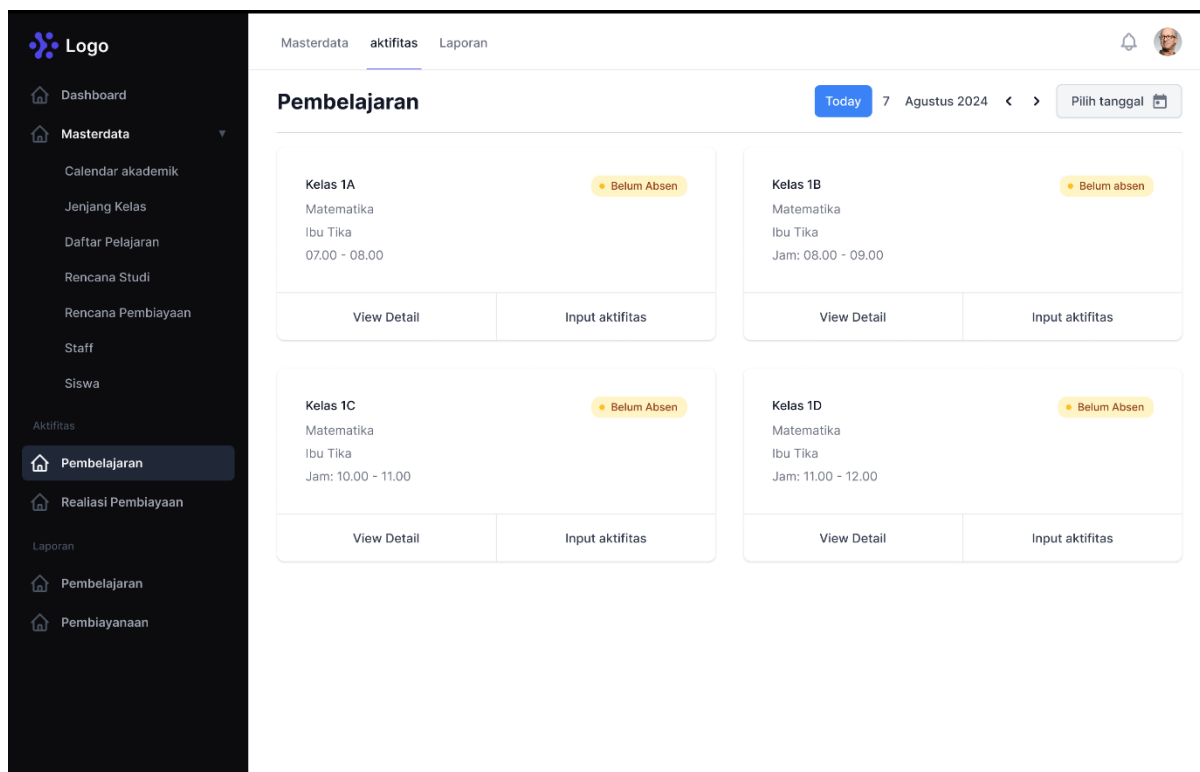 Logo
Dashboard
Masterdata
Calendar akademik
Jenjang Kelas
Daftar Pelajaran
Rencana Studi
Rencana Pembiayaan
Staff
Siswa
Aktifitas
Pembelajaran
Realiasi Pembiayaan
Laporan
Pembelajaran
Pembiayanaan
Masterdata aktifitas Laporan
Pembelajaran
Today 7 Agustus 2024 Pilih tanggal
Kelas 1A Belum Absen
Matematika
Ibu Tika
07.00 - 08.00
View Detail Input aktifitas
Kelas 1B Belum absen
Matematika
Ibu Tika
Jam: 08.00 - 09.00
View Detail Input aktifitas
Kelas 1C Belum Absen
Matematika
Ibu Tika
Jam: 10.00 - 11.00
View Detail Input aktifitas
Kelas 1D Belum Absen
Matematika
Ibu Tika
Jam: 11.00 - 12.00
View Detail Input aktifitas